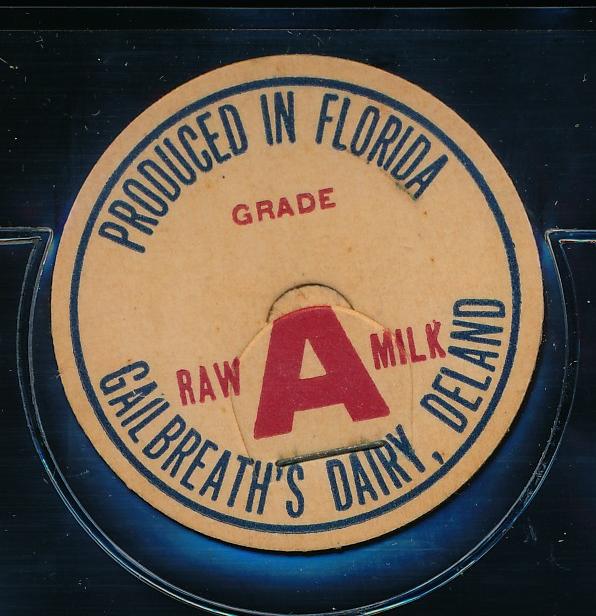 PRODUCED IN FLORIDA
GRADE
A
RAW MILK
GAILBREATH'S DAIRY, DELAND